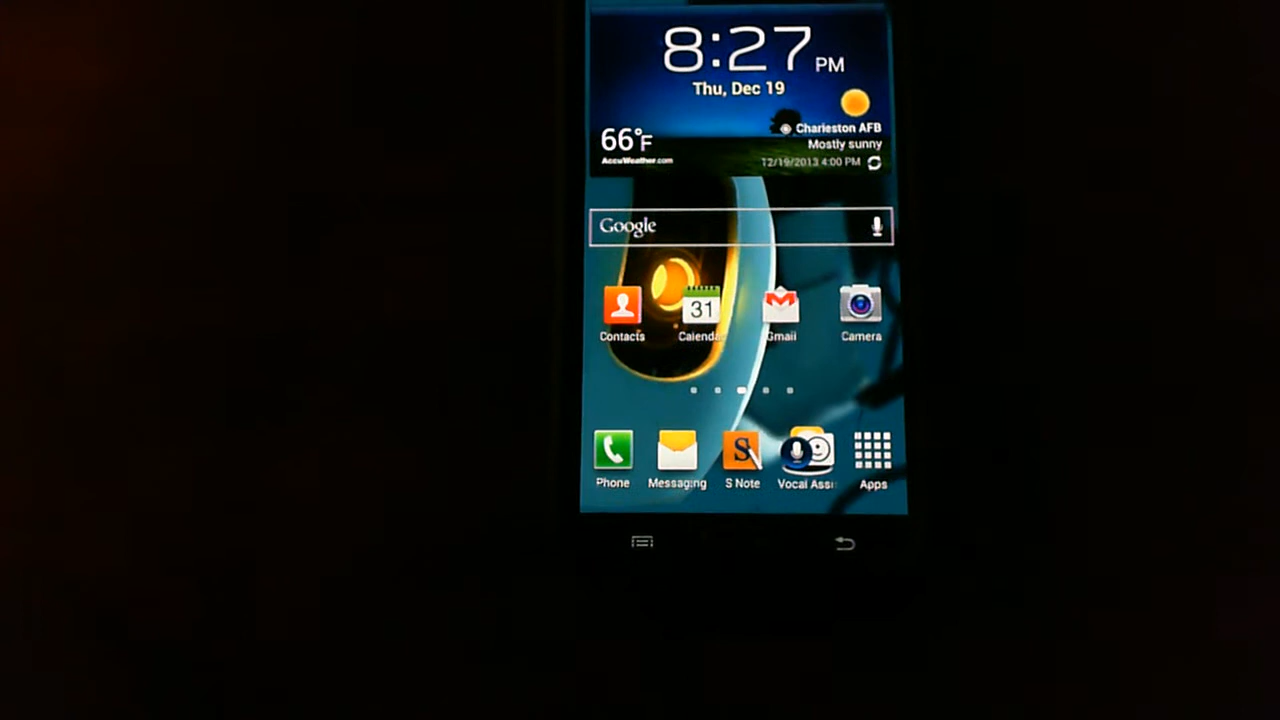 8:27 PM
Thu, Dec 19
66°F
Charleston AFB
AccuWeather.com
Mostly sunny
12/19/2013 4:00 PM
Google
31
Contacts Calendar Gmail Camera
S
Phone Messaging S Note Vocal Assi Apps